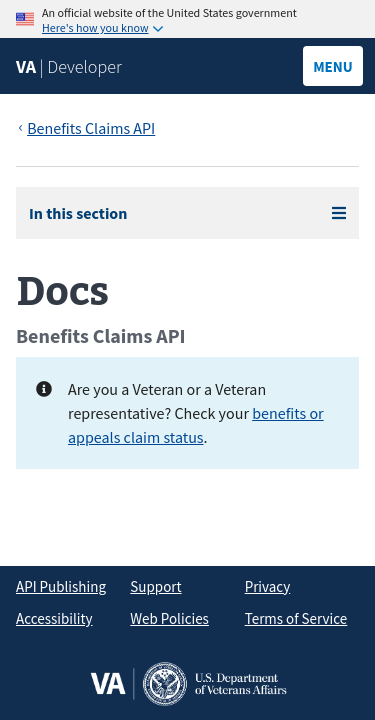 An official website of the United States government
Here's how you know
VA | Developer
MENU
Benefits Claims API
In this section
Docs
Benefits Claims API
Are you a Veteran or a Veteran
representative? Check your benefits or
appeals claim status.
API Publishing
Support
Privacy
Accessibility
Web Policies
Terms of Service
VA
U.S. Department
of Veterans Affairs